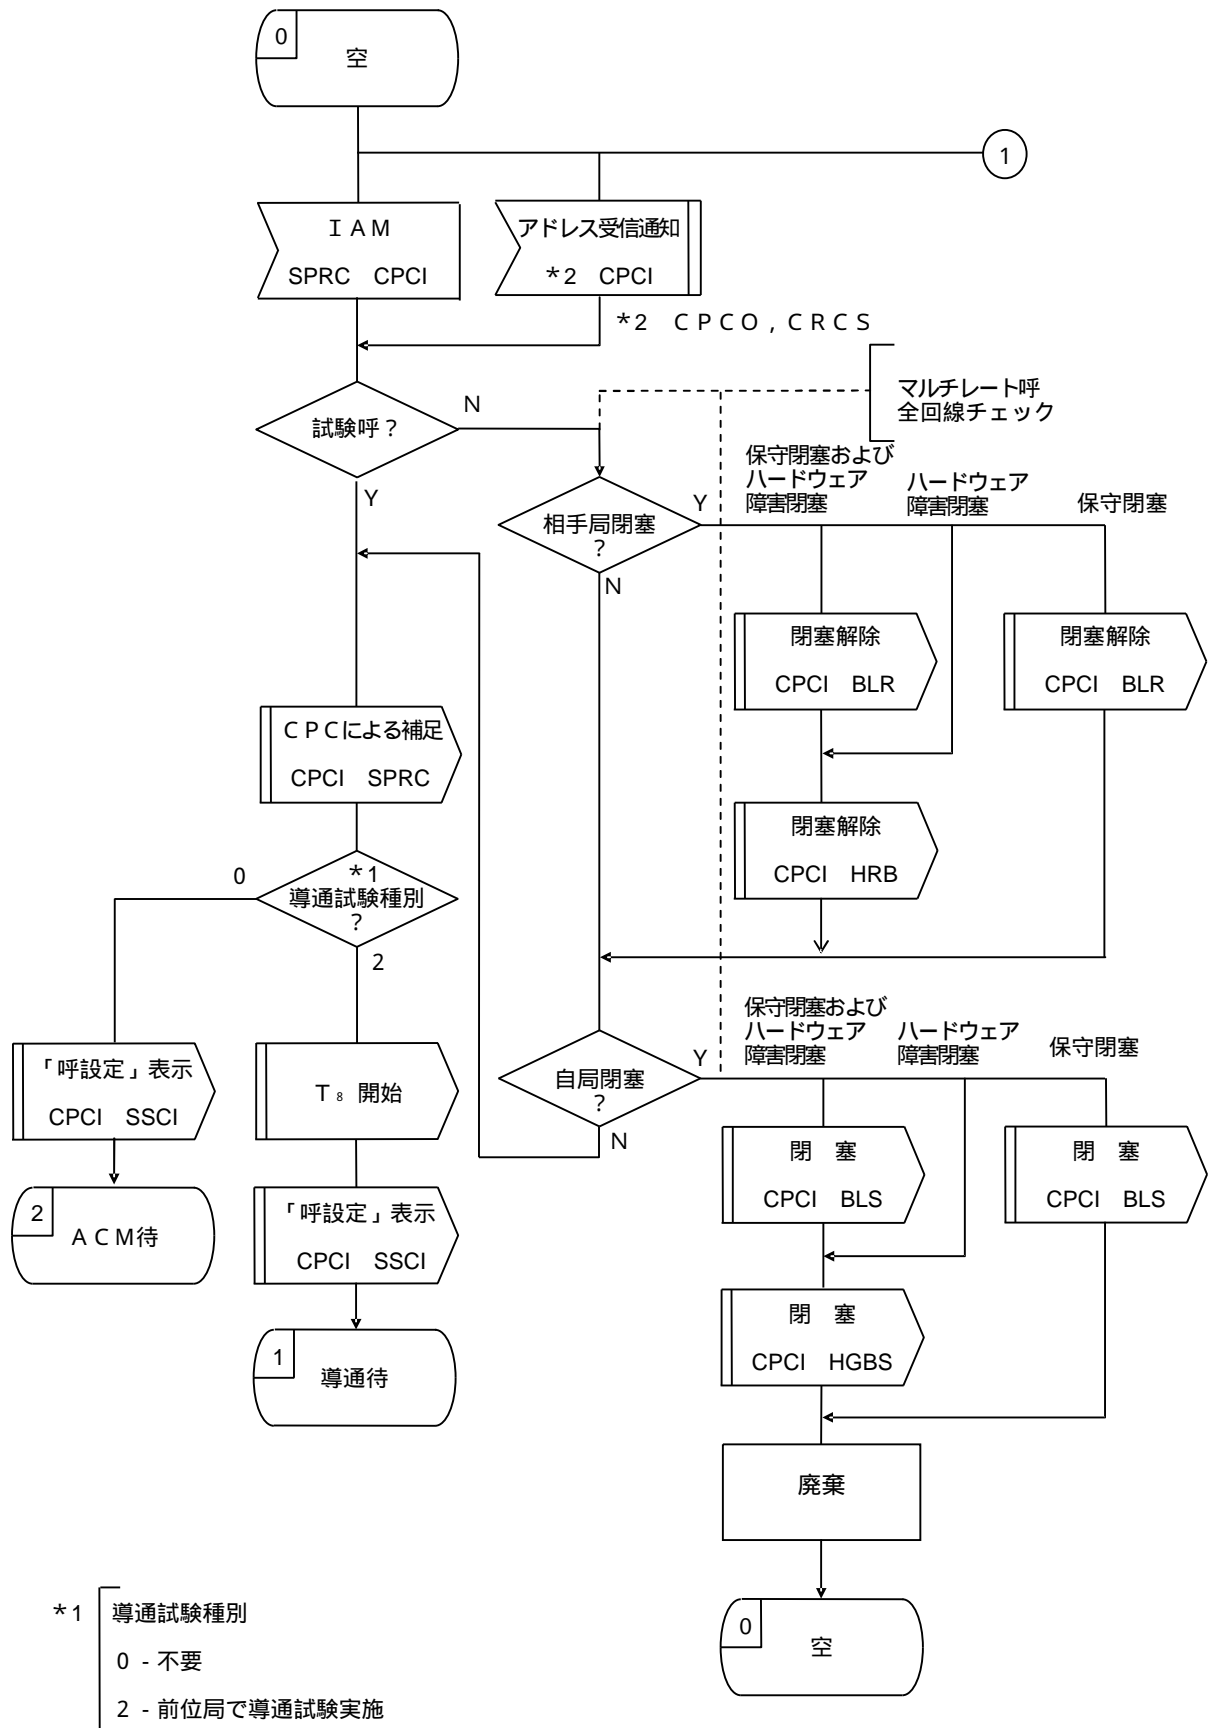 0
空
1
ＩＡＭ
SPRC CPCI
アドレス受信通知
*2 CPCI
*2 ＣＰＣＯ，ＣＲＣＳ
マルチレート呼
全回線チェック
試験呼？
N
Y
保守閉塞および
ハードウェア
障害閉塞
ハードウェア
障害閉塞
保守閉塞
相手局閉塞
？
Y
N
閉塞解除
CPCI BLR
閉塞解除
CPCI BLR
ＣＰＣによる補足
CPCI SPRC
閉塞解除
CPCI HRB
0
*1
導通試験種別
？
2
保守閉塞および
ハードウェア
障害閉塞
ハードウェア
障害閉塞
保守閉塞
「呼設定」表示
CPCI SSCI
Ｔ₈ 開始
自局閉塞
？
Y
N
閉 塞
CPCI BLS
閉 塞
CPCI BLS
2
ＡＣＭ待
「呼設定」表示
CPCI SSCI
閉 塞
CPCI HGBS
1
導通待
廃棄
0
空
*1 導通試験種別
0 - 不要
2 - 前位局で導通試験実施